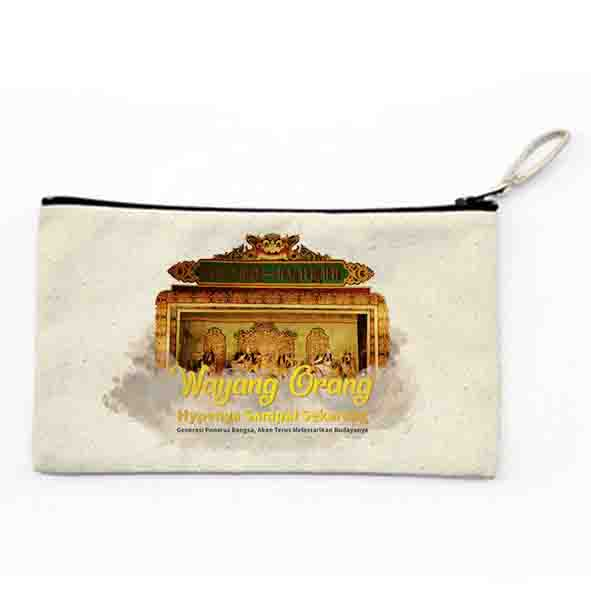 Wayang Orang
Hypenya Sampai Sekarang
Generasi Penerus Bangsa, Akan Terus Melestarikan Budayanya